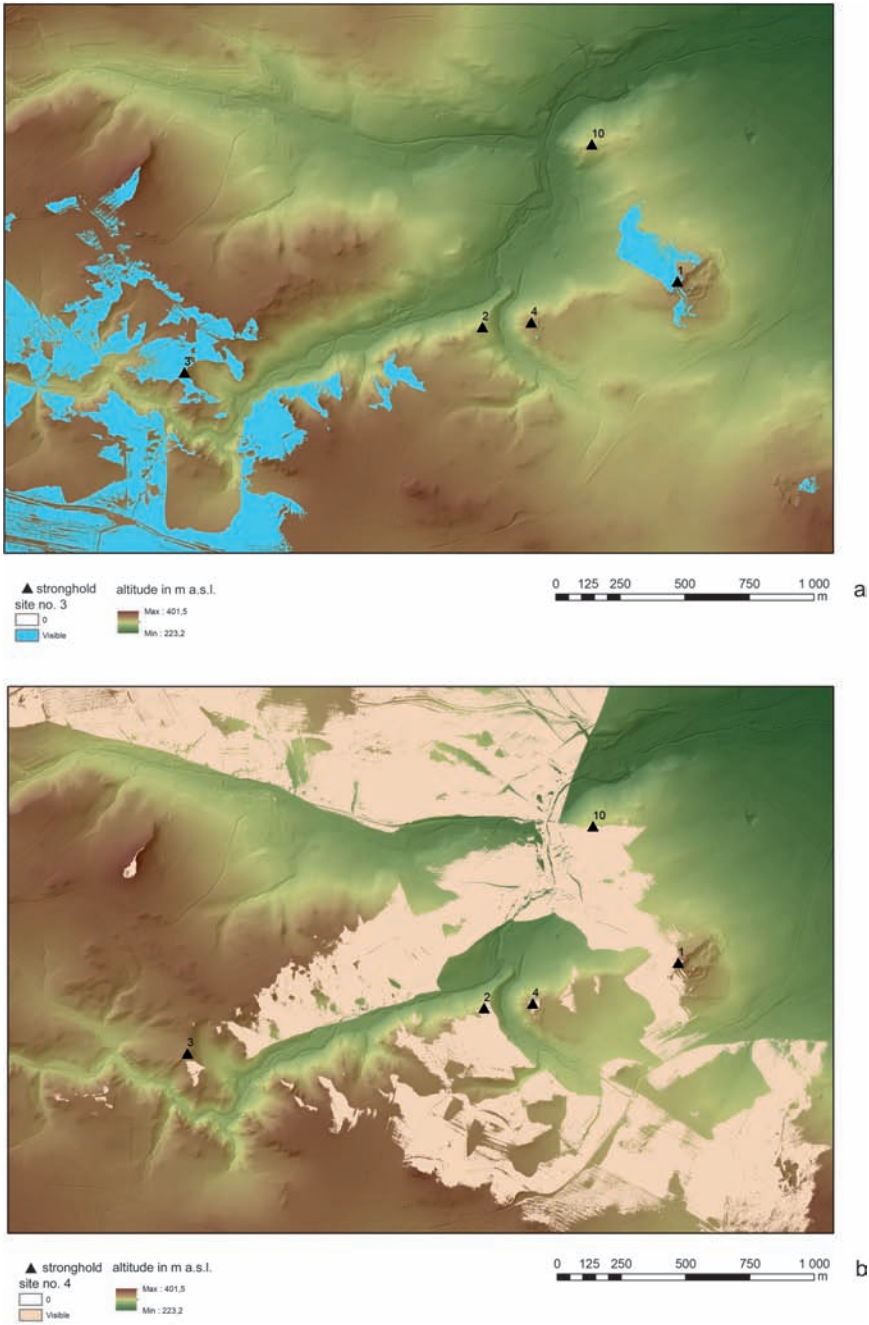 10
1
2
4
3
▲ stronghold
site no. 3
0
Visible
altitude in m a.s.l.
Max : 401,5
Min : 223,2
0 125 250 500 750 1 000
m
a
10
1
2
4
3
▲ stronghold
site no. 4
0
Visible
altitude in m a.s.l.
Max : 401,5
Min : 223,2
0 125 250 500 750 1 000
m
b